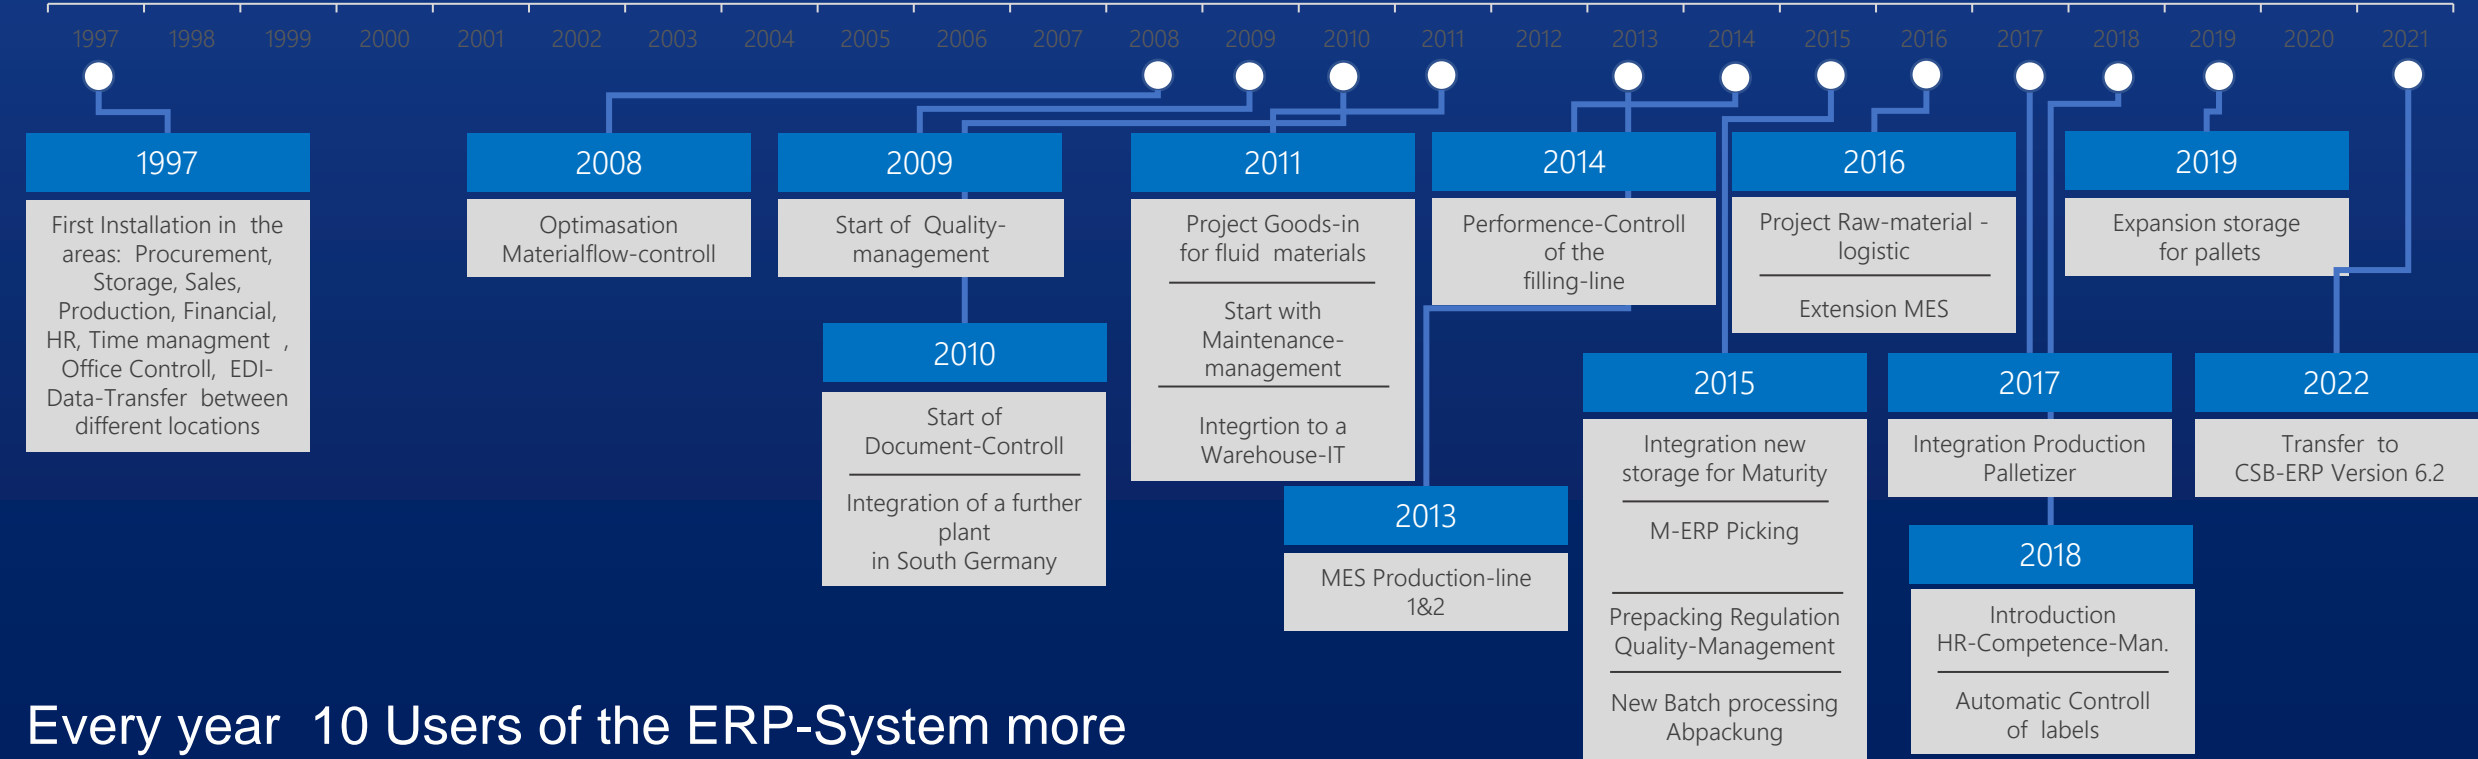 1997 1998 1999 2000 2001 2002 2003 2004 2005 2006 2007 2008 2009 2010 2011 2012 2013 2014 2015 2016 2017 2018 2019 2020 2021
1997
First Installation in the
areas: Procurement,
Storage, Sales,
Production, Financial,
HR, Time managment ,
Office Controll, EDI-
Data-Transfer between
different locations
2008
Optimasation
Materialflow-controll
2009
Start of Quality-
management
2010
Start of
Document-Controll
Integration of a further
plant
in South Germany
2011
Project Goods-in
for fluid materials
Start with
Maintenance-
management
Integrtion to a
Warehouse-IT
2013
MES Production-line
1&2
2014
Performence-Controll
of the
filling-line
2015
Integration new
storage for Maturity
M-ERP Picking
Prepacking Regulation
Quality-Management
New Batch processing
Abpackung
2016
Project Raw-material -
logistic
Extension MES
2017
Integration Production
Palletizer
2018
Introduction
HR-Competence-Man.
Automatic Controll
of labels
2019
Expansion storage
for pallets
2022
Transfer to
CSB-ERP Version 6.2
Every year 10 Users of the ERP-System more